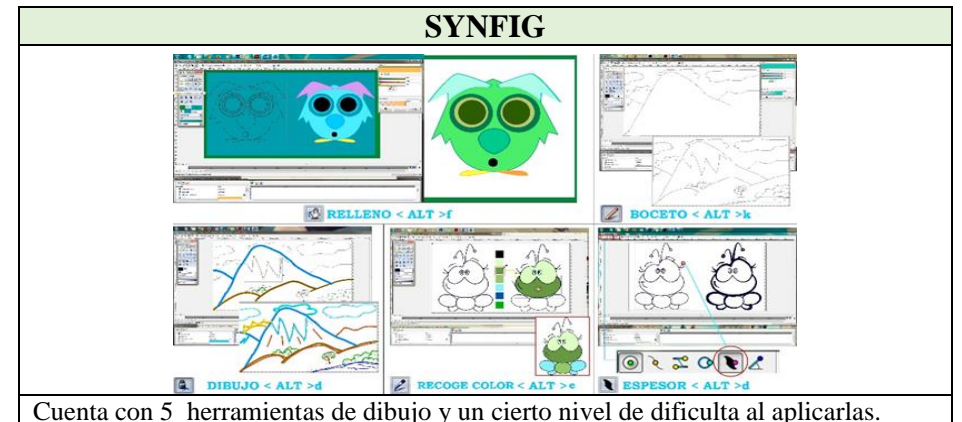 SYNFIG
RELLENO < ALT >f
BOCETO < ALT >k
DIBUJO < ALT >d
RECOGE COLOR < ALT >e
ESPESOR < ALT >d
Cuenta con 5 herramientas de dibujo y un cierto nivel de dificulta al aplicarlas.